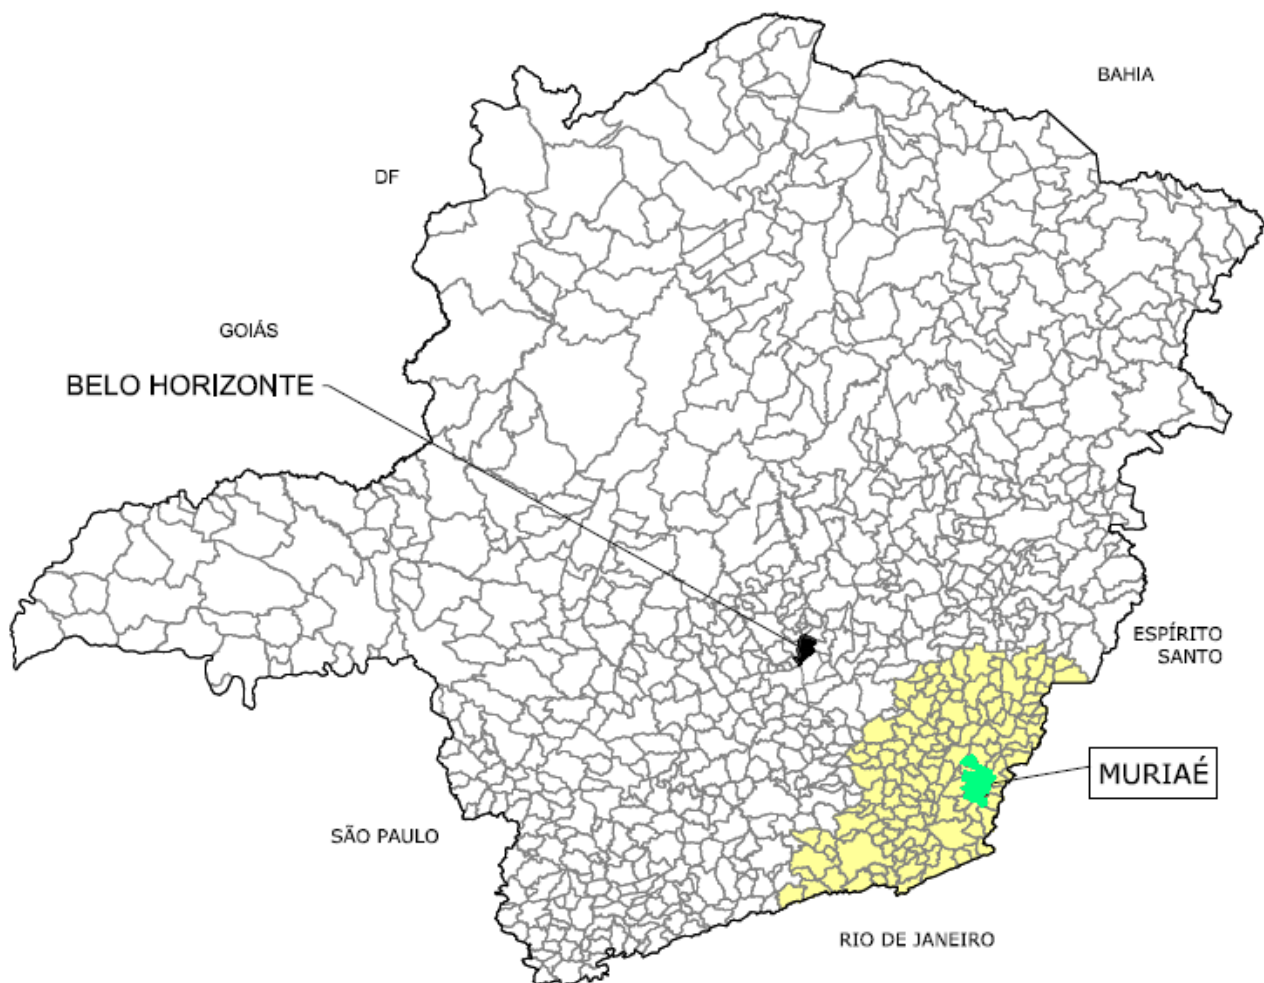 BAHIA
DF
GOIÁS
BELO HORIZONTE
ESPÍRITO
SANTO
MURIAÉ
SÃO PAULO
RIO DE JANEIRO